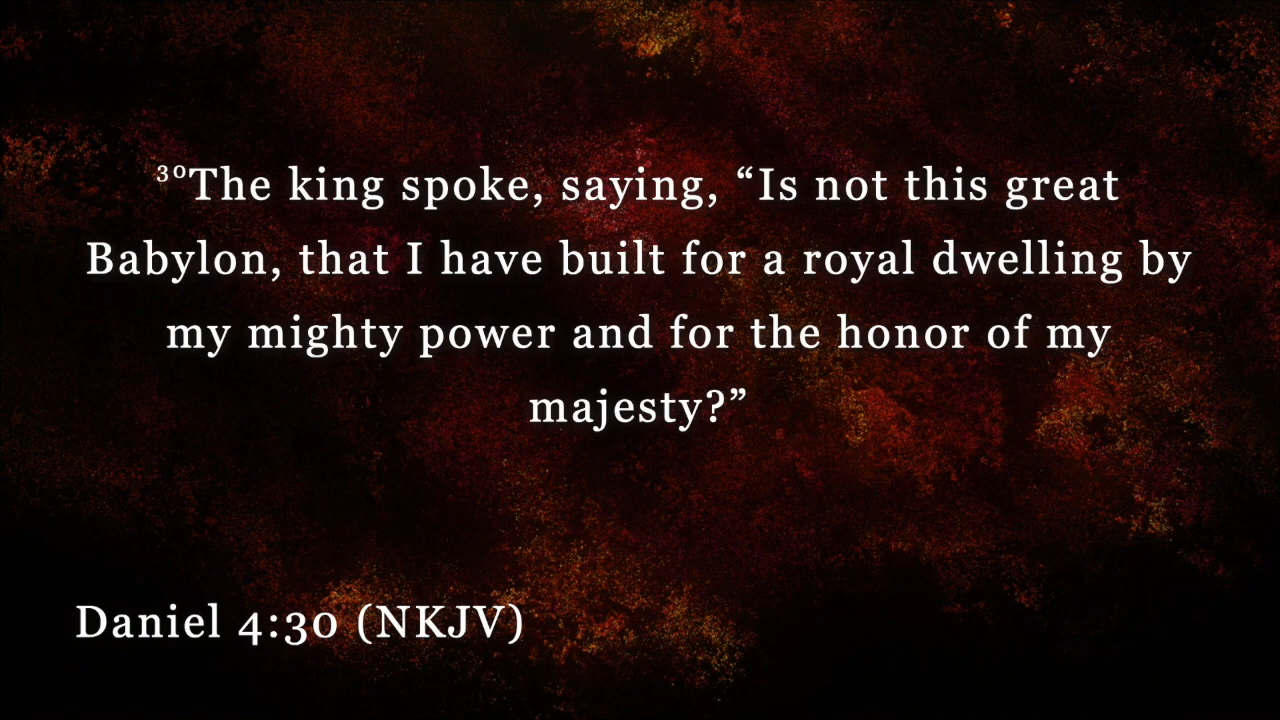 ³⁰The king spoke, saying, “Is not this great
Babylon, that I have built for a royal dwelling by
my mighty power and for the honor of my
majesty?”
Daniel 4:30 (NKJV)